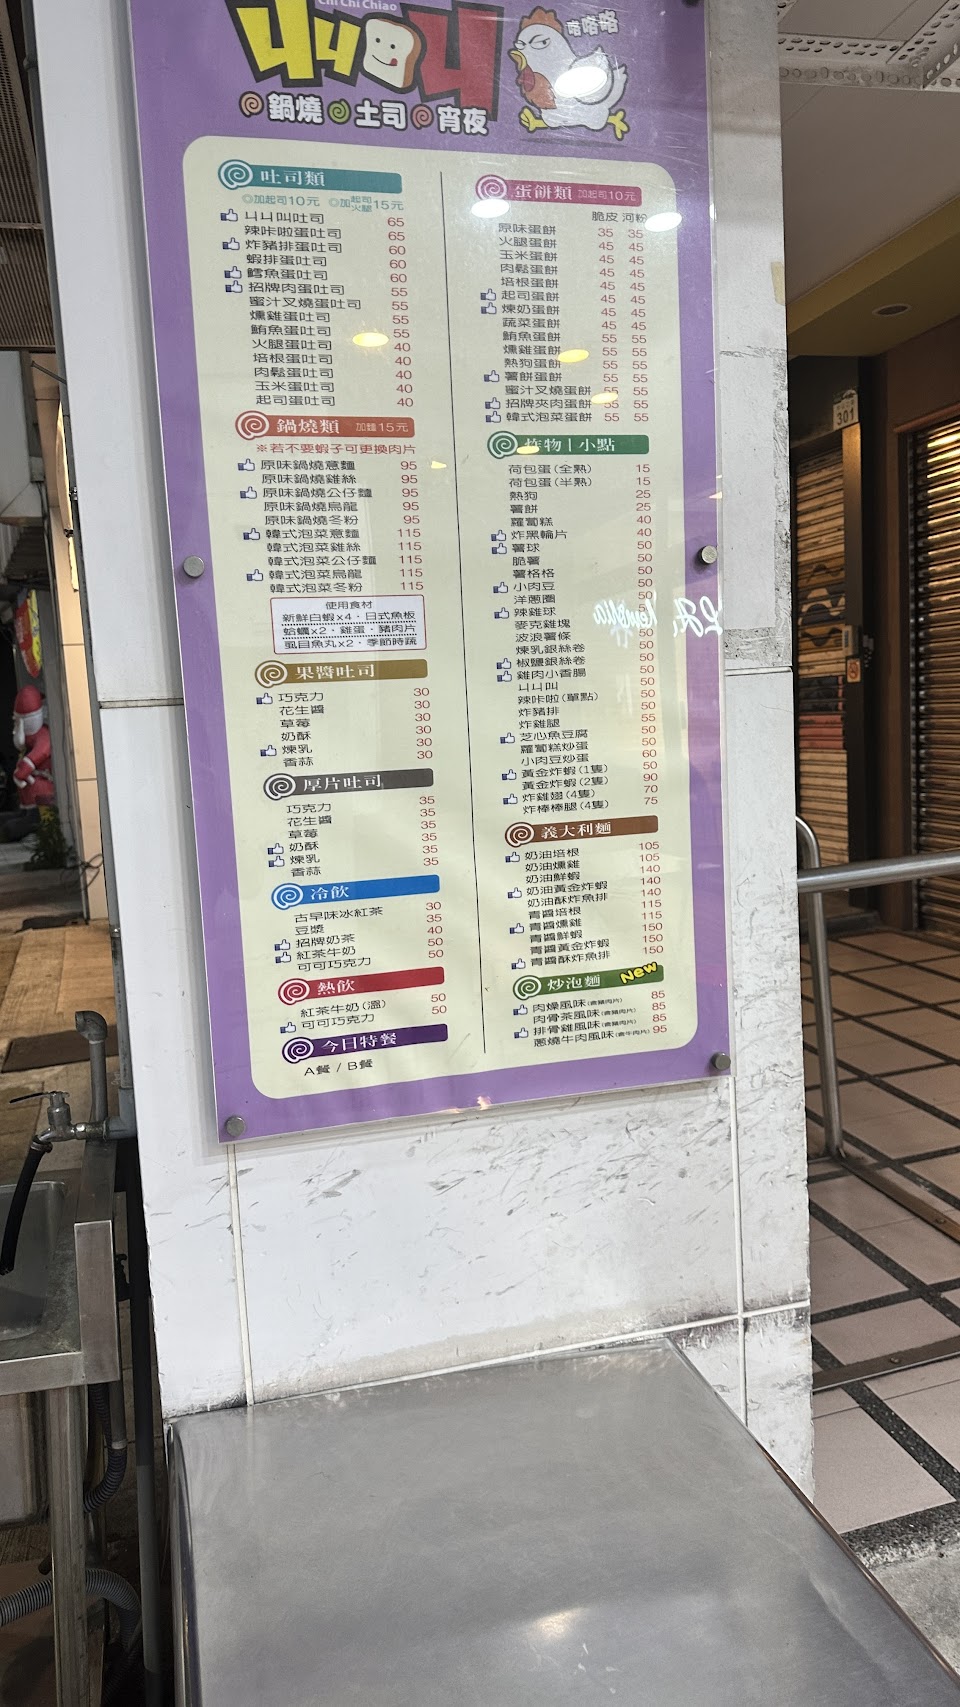 Chi Chi Chiao
ㄐㄐ叫
咯咯咯
鍋燒 土司 宵夜
吐司類
◎加起司10元 ◎加起司火腿15元
ㄐㄐ叫吐司 65
辣咔啦蛋吐司 65
炸豬排蛋吐司 60
蝦排蛋吐司 60
鱈魚蛋吐司 60
招牌肉蛋吐司 55
蜜汁叉燒蛋吐司 55
燻雞蛋吐司 55
鮪魚蛋吐司 55
火腿蛋吐司 40
培根蛋吐司 40
肉鬆蛋吐司 40
玉米蛋吐司 40
起司蛋吐司 40
鍋燒類 加麵15元
※若不要蝦子可更換肉片
原味鍋燒意麵 95
原味鍋燒雞絲 95
原味鍋燒公仔麵 95
原味鍋燒烏龍 95
原味鍋燒冬粉 95
韓式泡菜意麵 115
韓式泡菜雞絲 115
韓式泡菜公仔麵 115
韓式泡菜烏龍 115
韓式泡菜冬粉 115
使用食材
新鮮白蝦x4・日式魚板
蛤蠣x2・雞蛋・豬肉片
虱目魚丸x2・季節時蔬
果醬吐司
巧克力 30
花生醬 30
草莓 30
奶酥 30
煉乳 30
香蒜 30
厚片吐司
巧克力 35
花生醬 35
草莓 35
奶酥 35
煉乳 35
香蒜 35
冷飲
古早味冰紅茶 30
豆漿 35
招牌奶茶 40
紅茶牛奶 50
可可巧克力 50
熱飲
紅茶牛奶(溫) 50
可可巧克力 50
今日特餐
A餐 / B餐
蛋餅類 加起司10元
脆皮 河粉
原味蛋餅 35 35
火腿蛋餅 45 45
玉米蛋餅 45 45
肉鬆蛋餅 45 45
培根蛋餅 45 45
起司蛋餅 45 45
煉奶蛋餅 45 45
蔬菜蛋餅 45 45
鮪魚蛋餅 55 55
燻雞蛋餅 55 55
熱狗蛋餅 55 55
薯餅蛋餅 55 55
蜜汁叉燒蛋餅 55 55
招牌夾肉蛋餅 55 55
韓式泡菜蛋餅 55 55
炸物 | 小點
荷包蛋(全熟) 15
荷包蛋(半熟) 15
熱狗 25
薯餅 25
蘿蔔糕 40
炸黑輪片 40
薯球 50
脆薯 50
薯格格 50
小肉豆 50
洋蔥圈 50
辣雞球
麥克雞塊
波浪薯條 50
煉乳銀絲卷 50
椒鹽銀絲卷 50
雞肉小香腸 50
ㄐㄐ叫 50
辣咔啦(單點) 50
炸豬排 50
炸雞腿 55
芝心魚豆腐 50
蘿蔔糕炒蛋 50
小肉豆炒蛋 60
黃金炸蝦(1隻) 50
黃金炸蝦(2隻) 90
炸雞翅(4隻) 70
炸棒棒腿(4隻) 75
義大利麵
奶油培根 105
奶油燻雞 105
奶油鮮蝦 140
奶油黃金炸蝦 140
奶油酥炸魚排 140
青醬培根 115
青醬燻雞 115
青醬鮮蝦 150
青醬黃金炸蝦 150
青醬酥炸魚排 150
炒泡麵 New
肉燥風味(含豬肉片) 85
肉骨茶風味(含豬肉片) 85
排骨雞風味(含豬肉片) 85
蔥燒牛肉風味(含牛肉片) 95
301